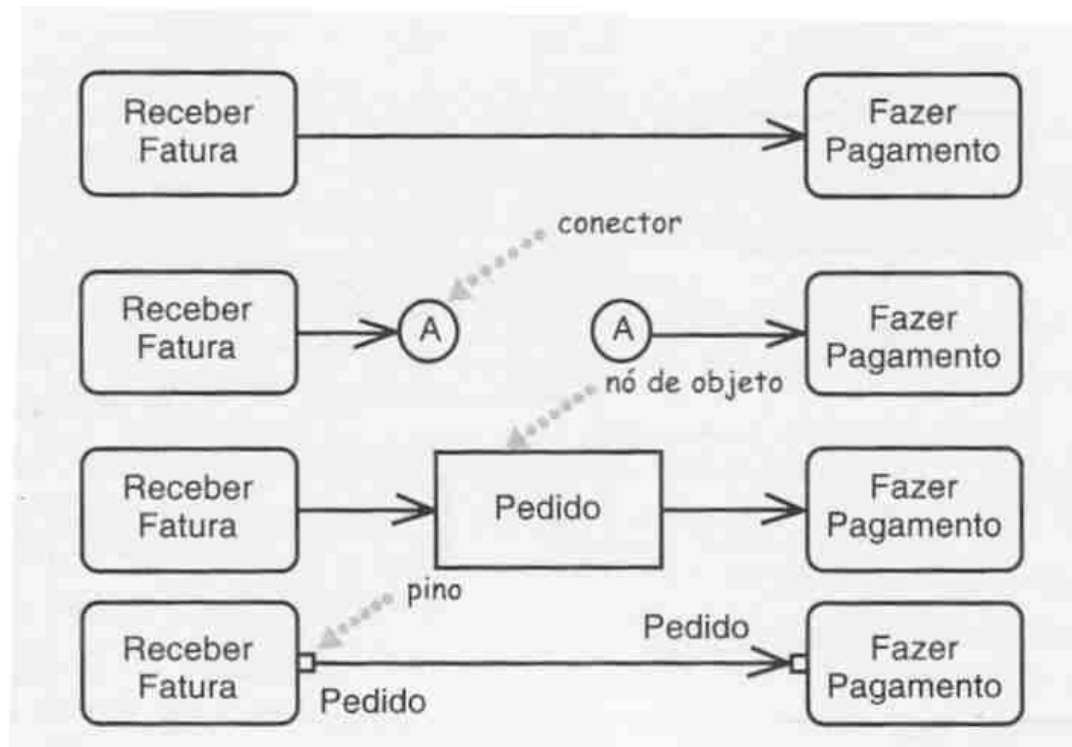 Receber
Fatura
Fazer
Pagamento
conector
Receber
Fatura
A
A
Fazer
Pagamento
nó de objeto
Receber
Fatura
Pedido
Fazer
Pagamento
pino
Receber
Fatura
Pedido
Pedido
Fazer
Pagamento